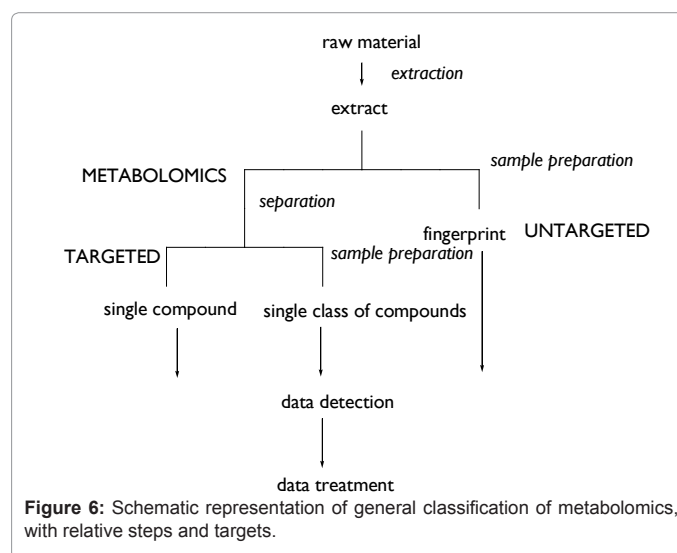 raw material
extraction
extract
sample preparation
METABOLOMICS
separation
fingerprint UNTARGETED
TARGETED
sample preparation
single compound
single class of compounds
data detection
data treatment
Figure 6: Schematic representation of general classification of metabolomics,
with relative steps and targets.